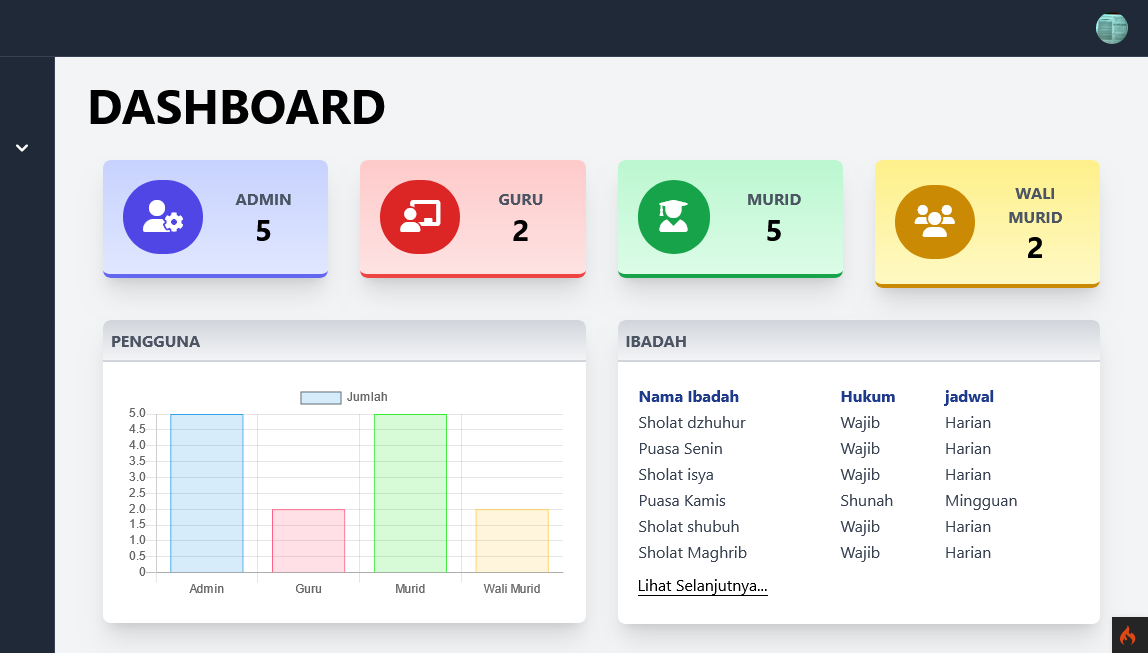 DASHBOARD
ADMIN
5
GURU
2
MURID
5
WALI
MURID
2
PENGGUNA
Jumlah
5.0
4.5
4.0
3.5
3.0
2.5
2.0
1.5
1.0
0.5
0
Admin Guru Murid Wali Murid
IBADAH
Nama Ibadah Hukum jadwal
Sholat dzhuhur Wajib Harian
Puasa Senin Wajib Harian
Sholat isya Wajib Harian
Puasa Kamis Shunah Mingguan
Sholat shubuh Wajib Harian
Sholat Maghrib Wajib Harian
Lihat Selanjutnya...